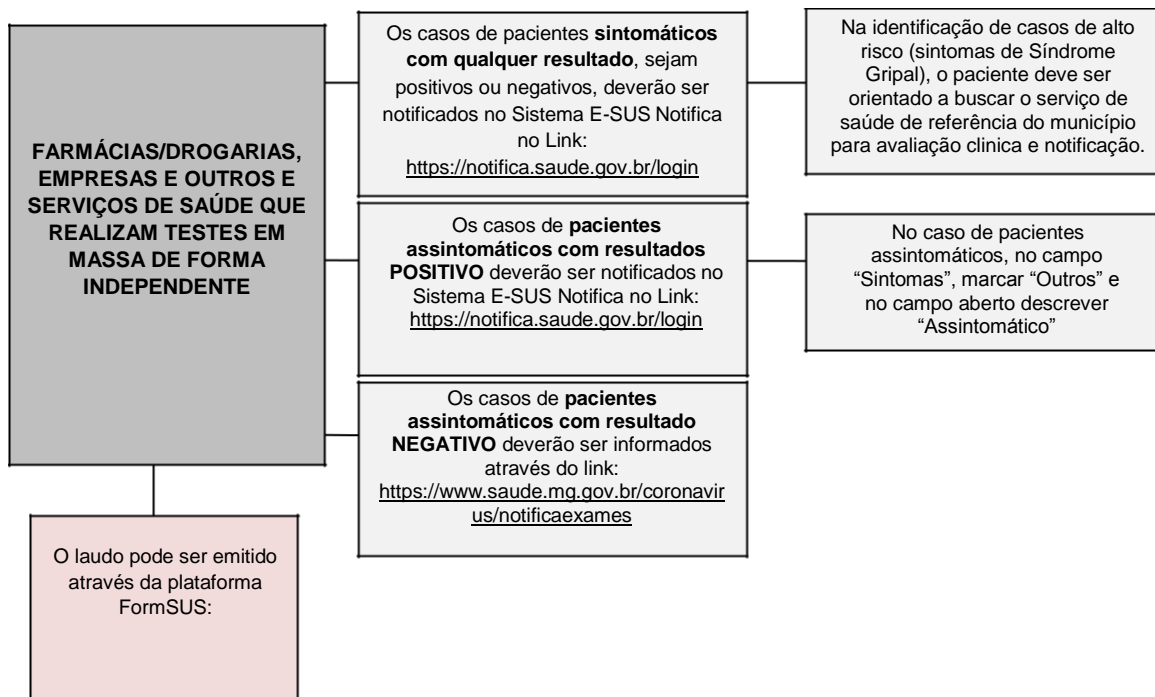 FARMÁCIAS/DROGARIAS,
EMPRESAS E OUTROS E
SERVIÇOS DE SAÚDE QUE
REALIZAM TESTES EM
MASSA DE FORMA
INDEPENDENTE
Os casos de pacientes sintomáticos
com qualquer resultado, sejam
positivos ou negativos, deverão ser
notificados no Sistema E-SUS Notifica
no Link:
https://notifica.saude.gov.br/login
Na identificação de casos de alto
risco (sintomas de Síndrome
Gripal), o paciente deve ser
orientado a buscar o serviço de
saúde de referência do município
para avaliação clinica e notificação.
Os casos de pacientes
assintomáticos com resultados
POSITIVO deverão ser notificados no
Sistema E-SUS Notifica no Link:
https://notifica.saude.gov.br/login
No caso de pacientes
assintomáticos, no campo
“Sintomas”, marcar “Outros” e
no campo aberto descrever
“Assintomático”
Os casos de pacientes
assintomáticos com resultado
NEGATIVO deverão ser informados
através do link:
https://www.saude.mg.gov.br/coronavir
us/notificaexames
O laudo pode ser emitido
através da plataforma
FormSUS: